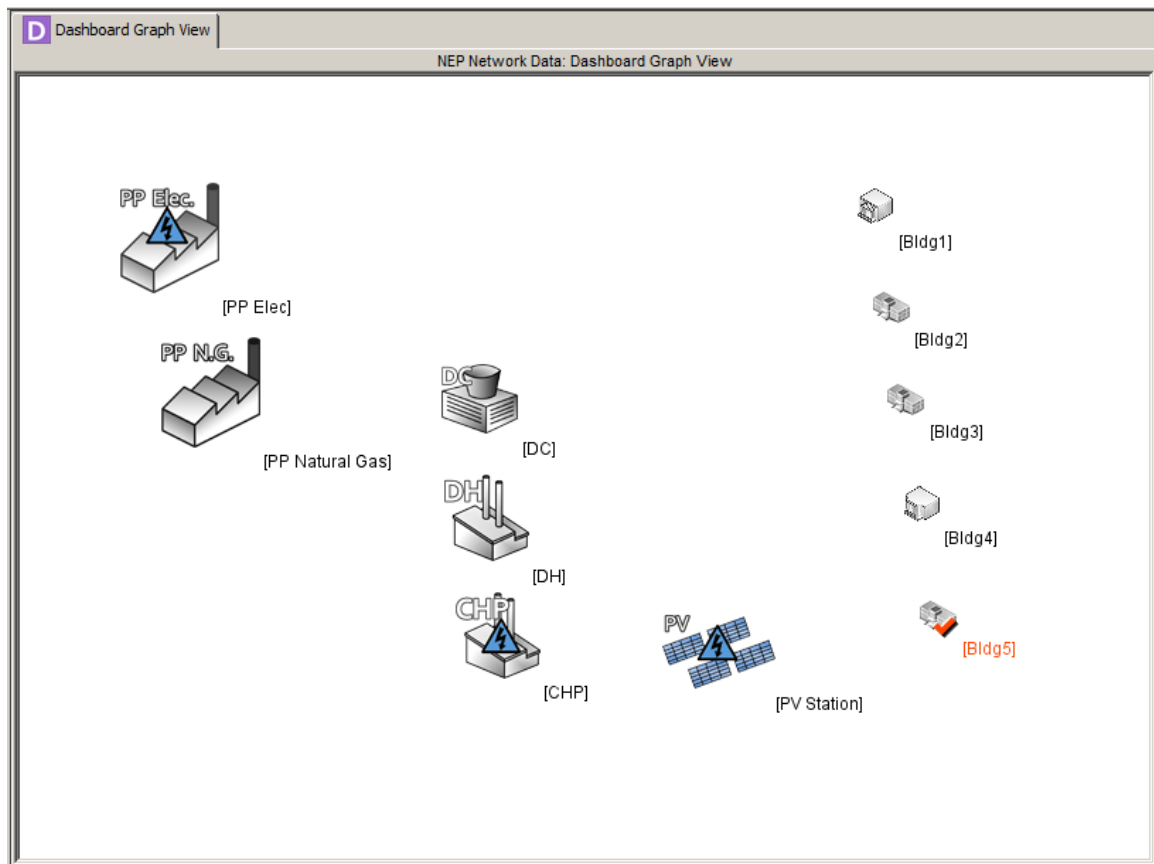 D Dashboard Graph View
NEP Network Data: Dashboard Graph View
PP Elec.
[PP Elec]
PP N.G.
[PP Natural Gas]
DC
[DC]
DH
[DH]
CHP
[CHP]
PV
[PV Station]
[Bldg1]
[Bldg2]
[Bldg3]
[Bldg4]
[Bldg5]